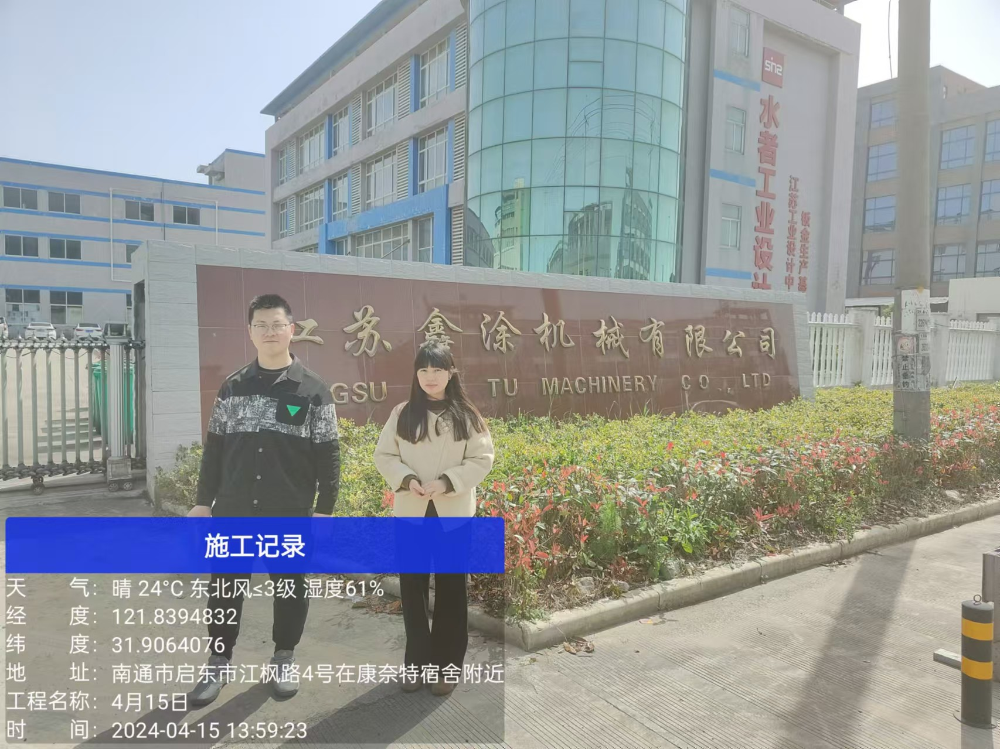 sn2
水者工业设计
江苏工业设计中
钣金生产基
江苏鑫涂机械有限公司
GSU TU MACHINERY CO., LTD
禁止垂钓
施工记录
天 气：晴 24℃ 东北风≤3级 湿度61%
经 度：121.8394832
纬 度：31.9064076
地 址：南通市启东市江枫路4号在康奈特宿舍附近
工程名称：4月15日
时 间：2024-04-15 13:59:23